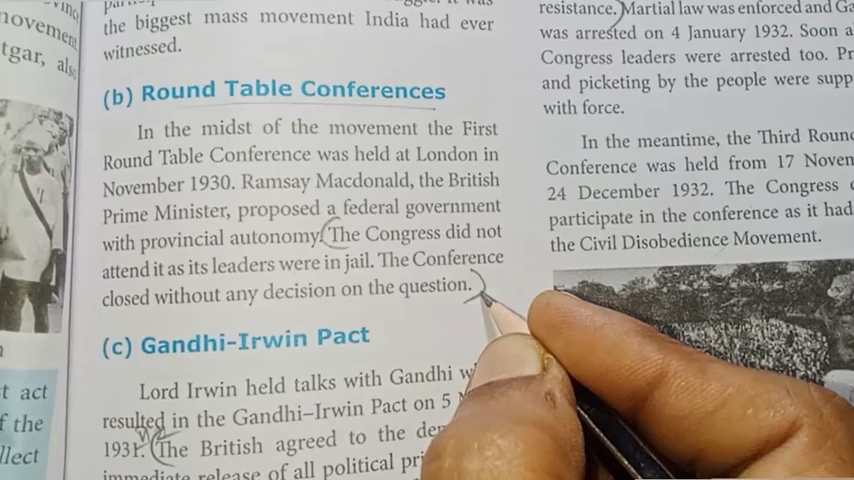 the biggest mass movement India had ever
witnessed.
(b) Round Table Conferences
In the midst of the movement the First
Round Table Conference was held at London in
November 1930. Ramsay Macdonald, the British
Prime Minister, proposed a federal government
with provincial autonomy. The Congress did not
attend it as its leaders were in jail. The Conference
closed without any decision on the question.
(c) Gandhi-Irwin Pact
Lord Irwin held talks with Gandhi
resulted in the Gandhi–Irwin Pact on 5
1931. The British agreed to the
immediate release of all political
resistance. Martial law was enforced and
was arrested on 4 January 1932. Soon
Congress leaders were arrested too.
and picketing by the people were
with force.
In the meantime, the Third
Conference was held from 17
24 December 1932. The Congress
participate in the conference as it had
the Civil Disobedience Movement.
tgar,
act
f the
llect